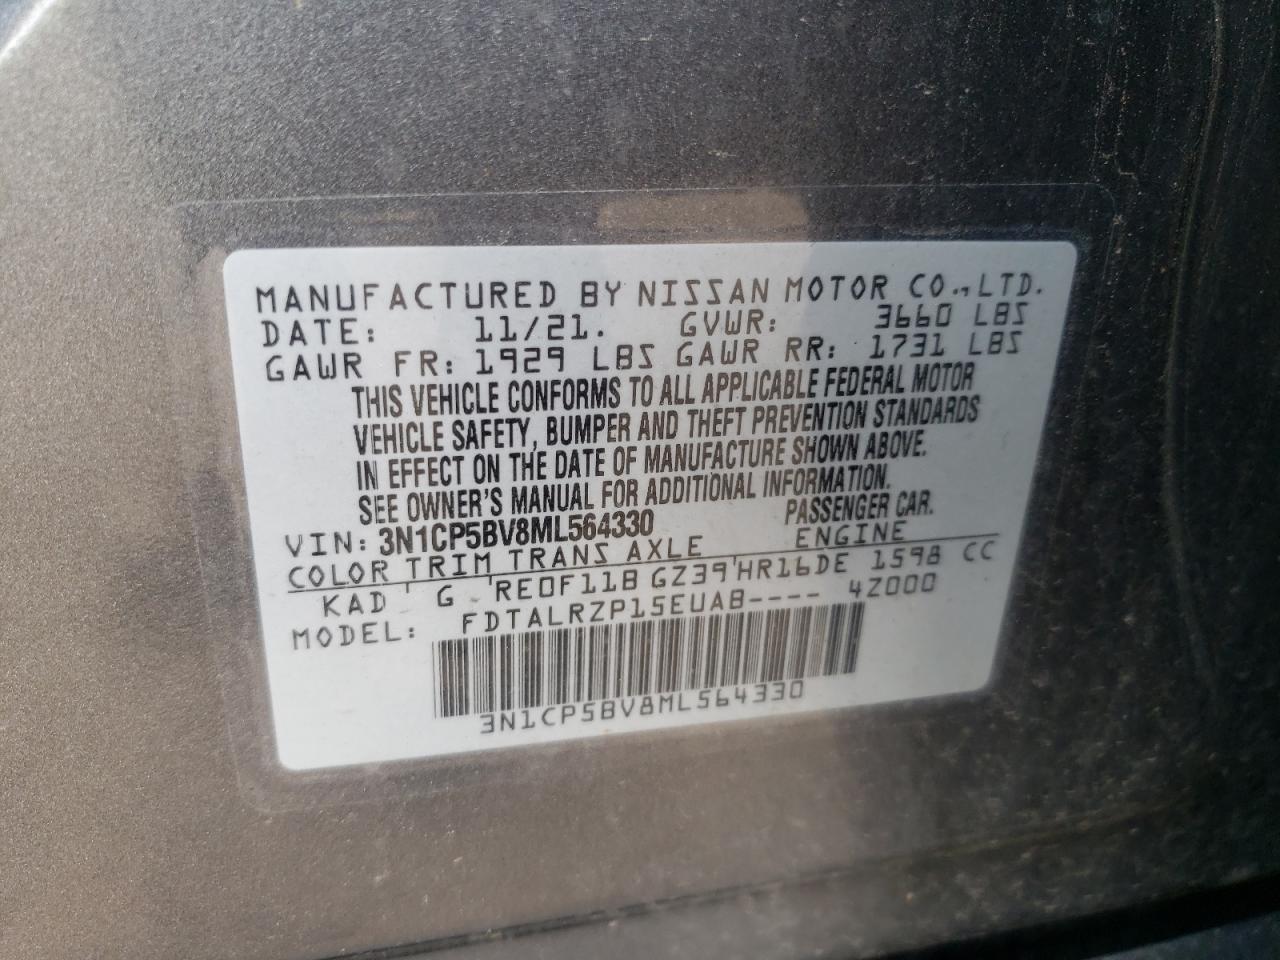 MANUFACTURED BY NISSAN MOTOR CO., LTD.
DATE: 11/21. GVWR: 3660 LBS
GAWR FR: 1929 LBS GAWR RR: 1731 LBS
THIS VEHICLE CONFORMS TO ALL APPLICABLE FEDERAL MOTOR
VEHICLE SAFETY, BUMPER AND THEFT PREVENTION STANDARDS
IN EFFECT ON THE DATE OF MANUFACTURE SHOWN ABOVE.
SEE OWNER'S MANUAL FOR ADDITIONAL INFORMATION.
VIN: 3N1CP5BV8ML564330 PASSENGER CAR.
COLOR TRIM TRANS AXLE ENGINE
KAD G RE0F11B GZ39 HR16DE 1598 CC
MODEL: FDTALRZP15EUAB---- 4Z000
3N1CP5BV8ML564330